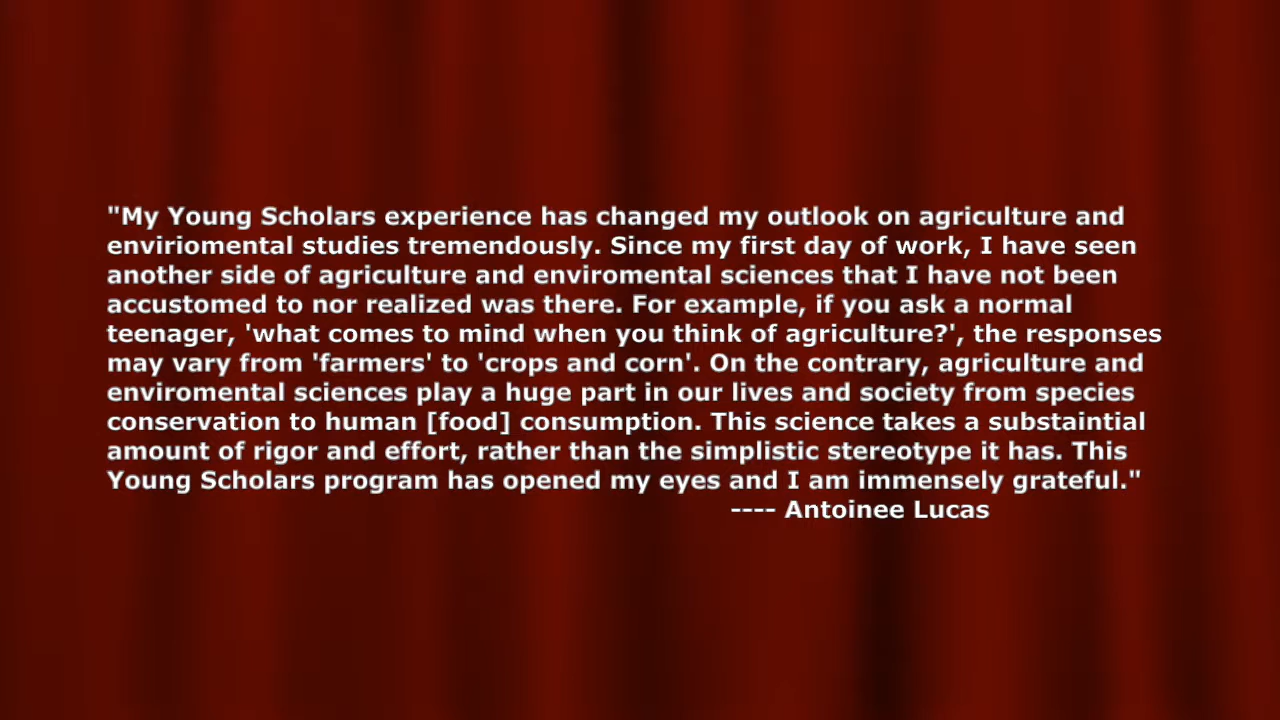 "My Young Scholars experience has changed my outlook on agriculture and
enviriomental studies tremendously. Since my first day of work, I have seen
another side of agriculture and enviromental sciences that I have not been
accustomed to nor realized was there. For example, if you ask a normal
teenager, 'what comes to mind when you think of agriculture?', the responses
may vary from 'farmers' to 'crops and corn'. On the contrary, agriculture and
enviromental sciences play a huge part in our lives and society from species
conservation to human [food] consumption. This science takes a substaintial
amount of rigor and effort, rather than the simplistic stereotype it has. This
Young Scholars program has opened my eyes and I am immensely grateful."
---- Antoinee Lucas